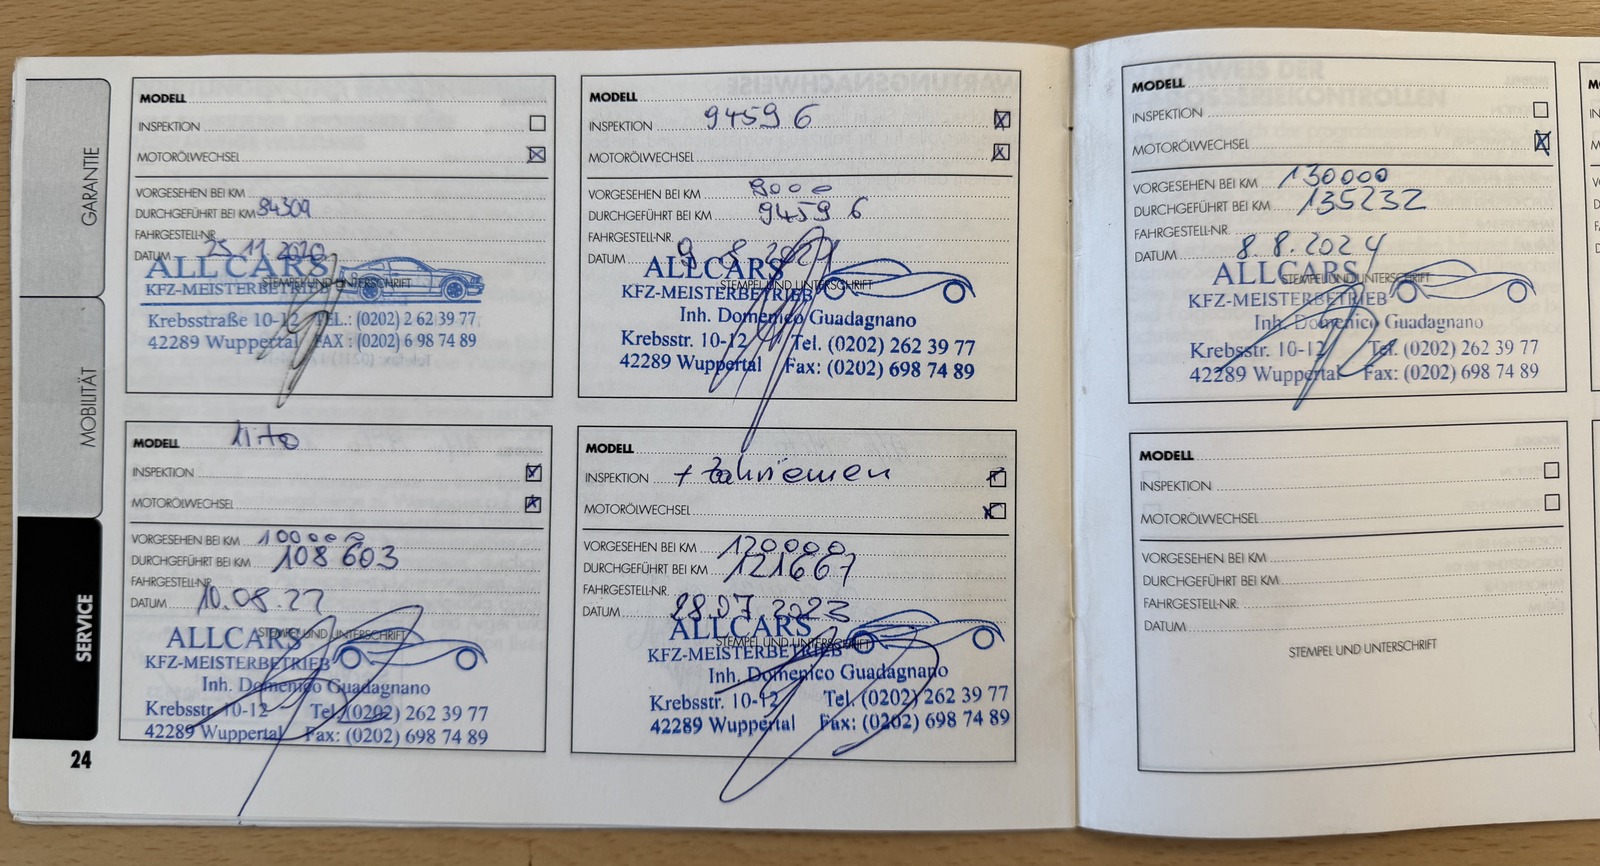 GARANTIE
MOBILITÄT
SERVICE
24
MODELL
INSPEKTION
MOTORÖLWECHSEL
VORGESEHEN BEI KM
DURCHGEFÜHRT BEI KM 84309
FAHRGESTELL-NR.
DATUM 25.11.2020
STEMPEL UND UNTERSCHRIFT
ALLCARS
KFZ-MEISTERBETRIEB
Krebsstraße 10-12 TEL.: (0202) 2 62 39 77
42289 Wuppertal FAX : (0202) 6 98 74 89
MODELL
INSPEKTION 94596
MOTORÖLWECHSEL
VORGESEHEN BEI KM 9000
DURCHGEFÜHRT BEI KM 94596
FAHRGESTELL-NR.
DATUM 9.8.2021
STEMPEL UND UNTERSCHRIFT
ALLCARS
KFZ-MEISTERBETRIEB
Inh. Domenico Guadagnano
Krebsstr. 10-12 Tel. (0202) 262 39 77
42289 Wuppertal Fax: (0202) 698 74 89
MODELL Mito
INSPEKTION
MOTORÖLWECHSEL
VORGESEHEN BEI KM 100000
DURCHGEFÜHRT BEI KM 108603
FAHRGESTELL-NR.
DATUM 10.08.22
STEMPEL UND UNTERSCHRIFT
ALLCARS
KFZ-MEISTERBETRIEB
Inh. Domenico Guadagnano
Krebsstr. 10-12 Tel. (0202) 262 39 77
42289 Wuppertal Fax: (0202) 698 74 89
MODELL
INSPEKTION + Zahnriemen
MOTORÖLWECHSEL
VORGESEHEN BEI KM 120000
DURCHGEFÜHRT BEI KM 121667
FAHRGESTELL-NR.
DATUM 28.07.2023
STEMPEL UND UNTERSCHRIFT
ALLCARS
KFZ-MEISTERBETRIEB
Inh. Domenico Guadagnano
Krebsstr. 10-12 Tel. (0202) 262 39 77
42289 Wuppertal Fax: (0202) 698 74 89
MODELL
INSPEKTION
MOTORÖLWECHSEL
VORGESEHEN BEI KM 130000
DURCHGEFÜHRT BEI KM 135232
FAHRGESTELL-NR.
DATUM 8.8.2024
STEMPEL UND UNTERSCHRIFT
ALLCARS
KFZ-MEISTERBETRIEB
Inh. Domenico Guadagnano
Krebsstr. 10-12 Tel. (0202) 262 39 77
42289 Wuppertal Fax: (0202) 698 74 89
MODELL
INSPEKTION
MOTORÖLWECHSEL
VORGESEHEN BEI KM
DURCHGEFÜHRT BEI KM
FAHRGESTELL-NR.
DATUM
STEMPEL UND UNTERSCHRIFT